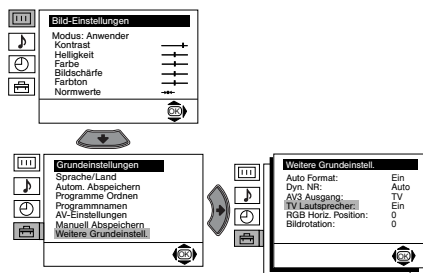 Bild-Einstellungen
Modus: Anwender
Kontrast
Helligkeit
Farbe
Bildschärfe
Farbton
Normwerte
OK
Grundeinstellungen
Sprache/Land
Autom. Abspeichern
Programme Ordnen
Programmnamen
AV-Einstellungen
Manuell Abspeichern
Weitere Grundeinstell.
OK
Weitere Grundeinstell.
Auto Format: Ein
Dyn. NR: Auto
AV3 Ausgang: TV
TV Lautsprecher: Ein
RGB Horiz. Position: 0
Bildrotation: 0
OK